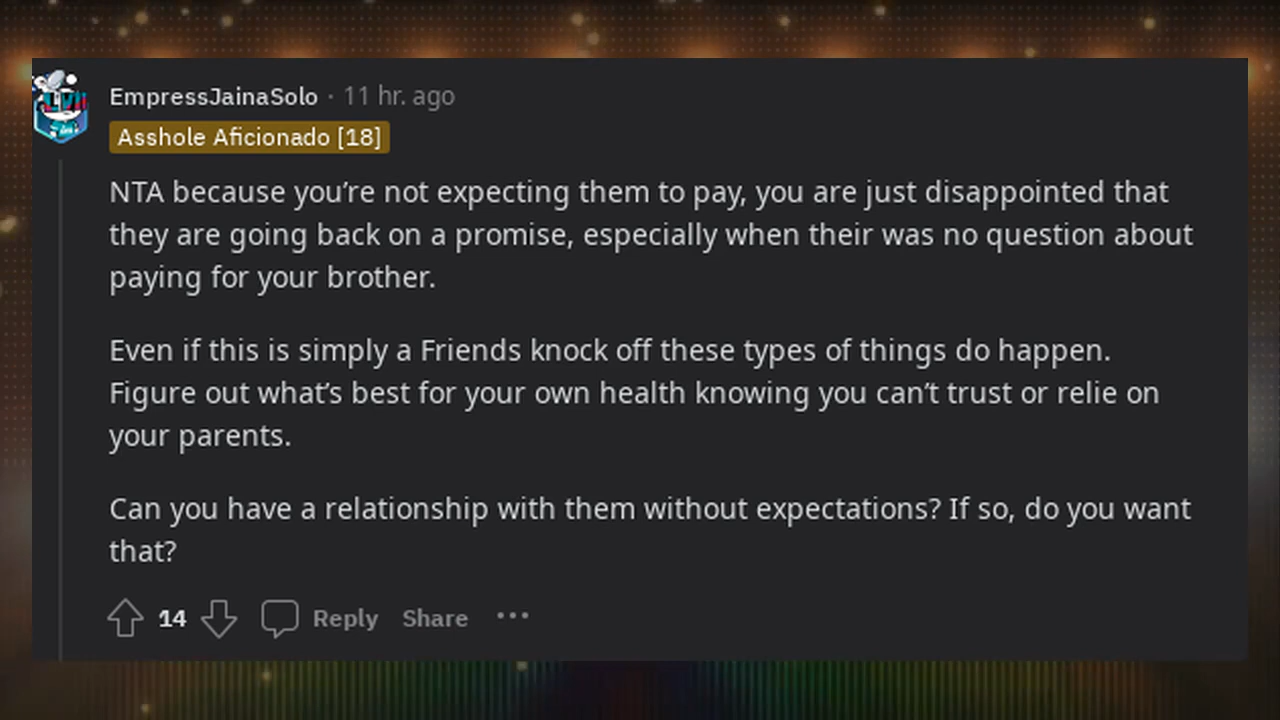 EmpressJainaSolo · 11 hr. ago
Asshole Aficionado [18]
NTA because you’re not expecting them to pay, you are just disappointed that
they are going back on a promise, especially when their was no question about
paying for your brother.
Even if this is simply a Friends knock off these types of things do happen.
Figure out what’s best for your own health knowing you can’t trust or relie on
your parents.
Can you have a relationship with them without expectations? If so, do you want
that?
14 Reply Share ···